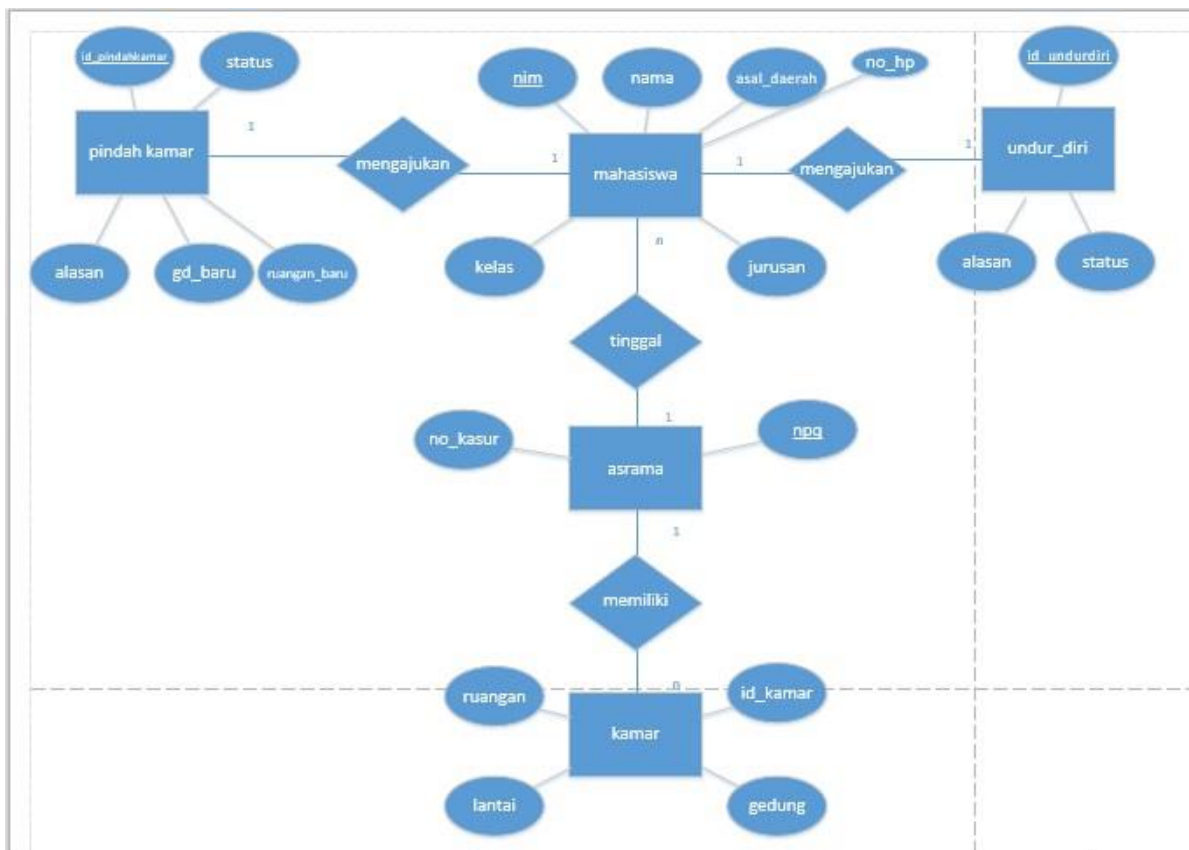 id_pindahkamar
status
nim
nama
asal_daerah
no_hp
id_undurdiri
pindah kamar
1
mengajukan
1
mahasiswa
1
mengajukan
1
undur_diri
alasan
gd_baru
ruangan_baru
kelas
n
jurusan
alasan
status
tinggal
1
no_kasur
npq
asrama
1
memiliki
n
ruangan
id_kamar
kamar
lantai
gedung